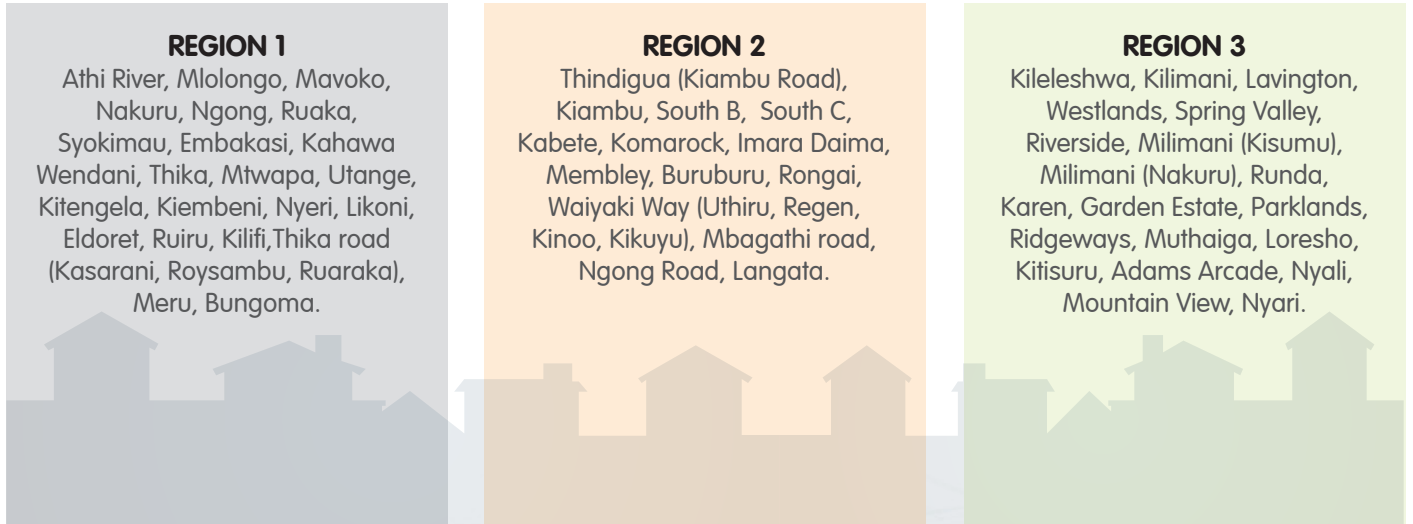 REGION 1
Athi River, Mlolongo, Mavoko,
Nakuru, Ngong, Ruaka,
Syokimau, Embakasi, Kahawa
Wendani, Thika, Mtwapa, Utange,
Kitengela, Kiembeni, Nyeri, Likoni,
Eldoret, Ruiru, Kilifi,Thika road
(Kasarani, Roysambu, Ruaraka),
Meru, Bungoma.
REGION 2
Thindigua (Kiambu Road),
Kiambu, South B,  South C,
Kabete, Komarock, Imara Daima,
Membley, Buruburu, Rongai,
Waiyaki Way (Uthiru, Regen,
Kinoo, Kikuyu), Mbagathi road,
Ngong Road, Langata.
REGION 3
Kileleshwa, Kilimani, Lavington,
Westlands, Spring Valley,
Riverside, Milimani (Kisumu),
Milimani (Nakuru), Runda,
Karen, Garden Estate, Parklands,
Ridgeways, Muthaiga, Loresho,
Kitisuru, Adams Arcade, Nyali,
Mountain View, Nyari.